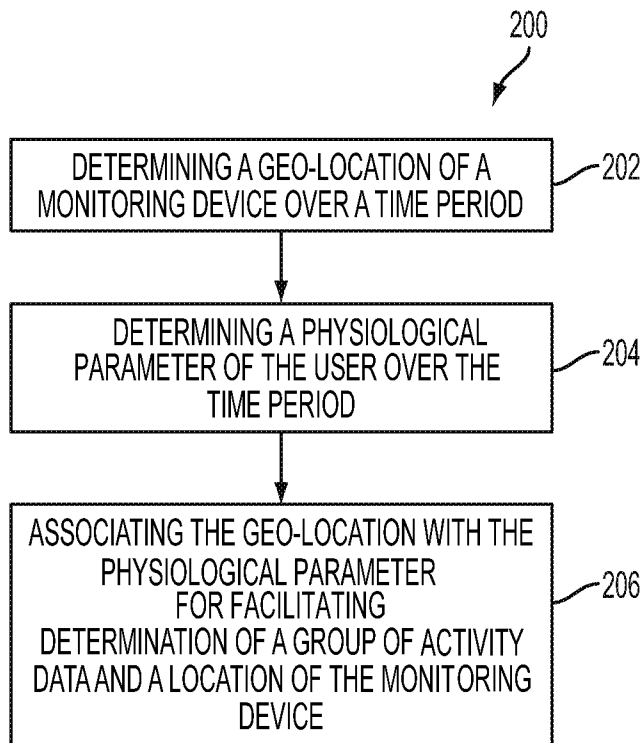 200
DETERMINING A GEO-LOCATION OF A
MONITORING DEVICE OVER A TIME PERIOD
202
DETERMINING A PHYSIOLOGICAL
PARAMETER OF THE USER OVER THE
TIME PERIOD
204
ASSOCIATING THE GEO-LOCATION WITH THE
PHYSIOLOGICAL PARAMETER
FOR FACILITATING
DETERMINATION OF A GROUP OF ACTIVITY
DATA AND A LOCATION OF THE MONITORING
DEVICE
206